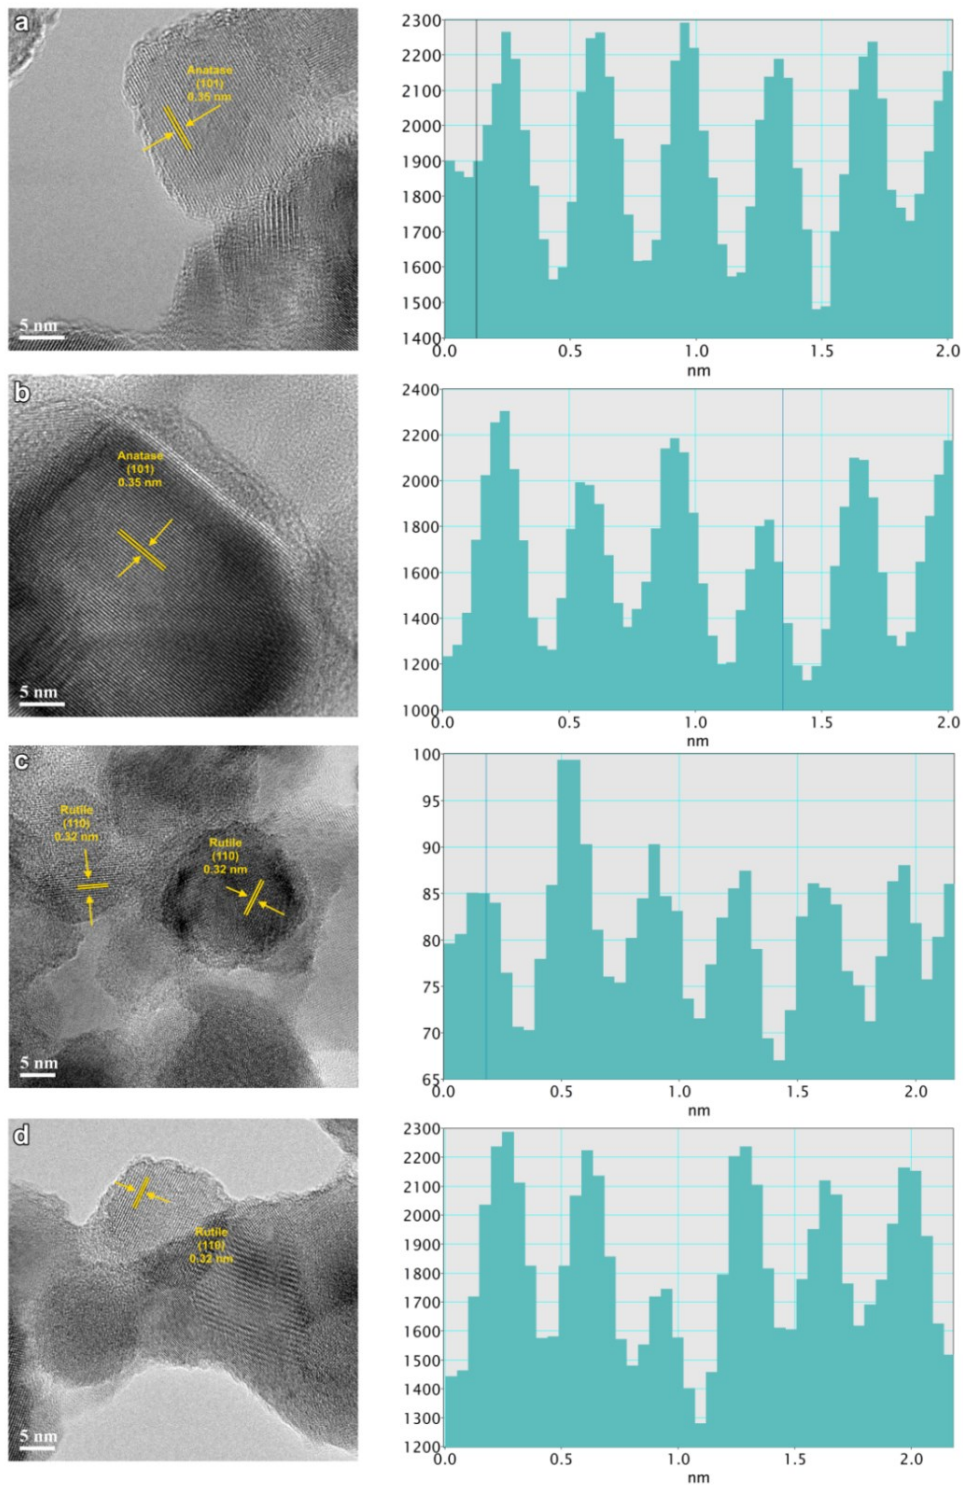 a
Anatase
(101)
0.35 nm
5 nm
2300
2200
2100
2000
1900
1800
1700
1600
1500
1400
0.0 0.5 1.0 1.5 2.0
nm
b
Anatase
(101)
0.35 nm
5 nm
2400
2200
2000
1800
1600
1400
1200
1000
0.0 0.5 1.0 1.5 2.0
nm
c
Rutile
(110)
0.32 nm
Rutile
(110)
0.32 nm
5 nm
100
95
90
85
80
75
70
65
0.0 0.5 1.0 1.5 2.0
nm
d
Rutile
(110)
0.32 nm
5 nm
2300
2200
2100
2000
1900
1800
1700
1600
1500
1400
1300
1200
0.0 0.5 1.0 1.5 2.0
nm